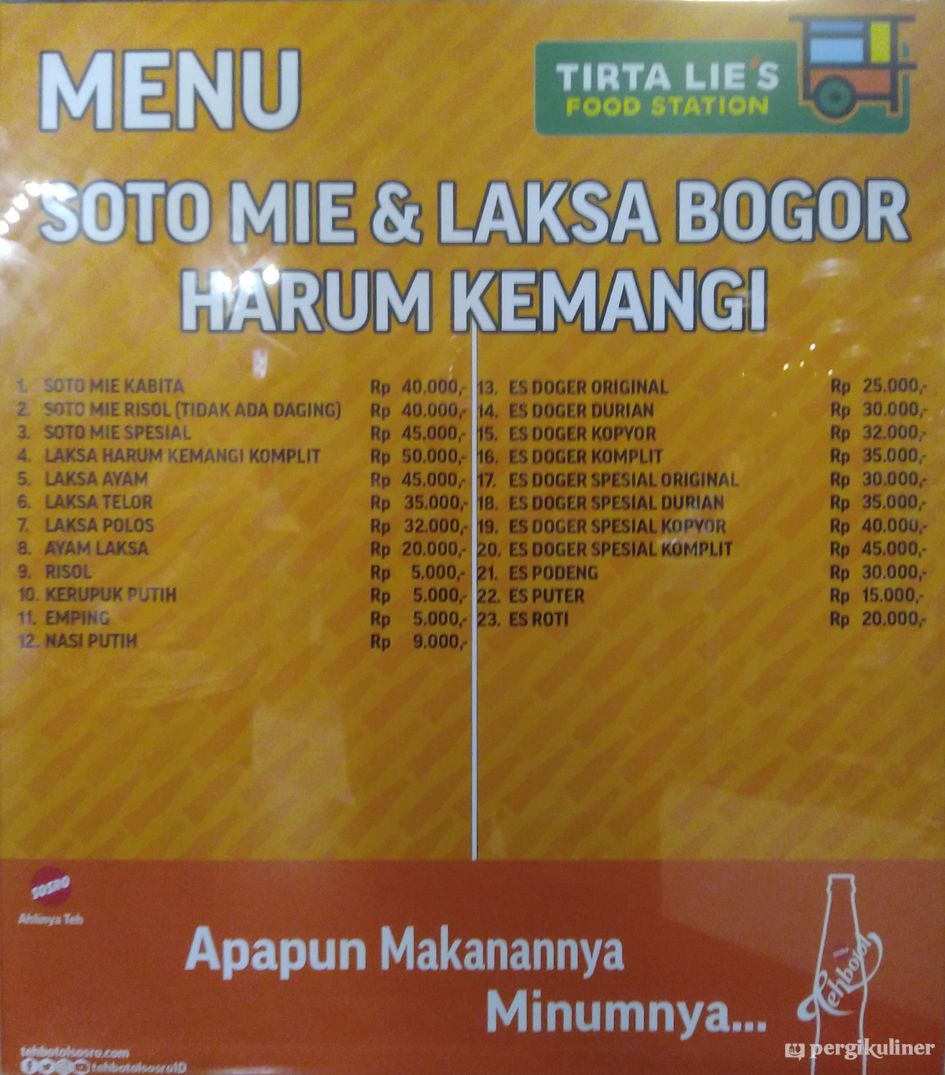 MENU
TIRTA LIE'S
FOOD STATION
SOTO MIE & LAKSA BOGOR
HARUM KEMANGI
1. SOTO MIE KABITA Rp 40.000,-
2. SOTO MIE RISOL (TIDAK ADA DAGING) Rp 40.000,-
3. SOTO MIE SPESIAL Rp 45.000,-
4. LAKSA HARUM KEMANGI KOMPLIT Rp 50.000,-
5. LAKSA AYAM Rp 45.000,-
6. LAKSA TELOR Rp 35.000,-
7. LAKSA POLOS Rp 32.000,-
8. AYAM LAKSA Rp 20.000,-
9. RISOL Rp 5.000,-
10. KERUPUK PUTIH Rp 5.000,-
11. EMPING Rp 5.000,-
12. NASI PUTIH Rp 9.000,-
13. ES DOGER ORIGINAL Rp 25.000,-
14. ES DOGER DURIAN Rp 30.000,-
15. ES DOGER KOPYOR Rp 32.000,-
16. ES DOGER KOMPLIT Rp 35.000,-
17. ES DOGER SPESIAL ORIGINAL Rp 30.000,-
18. ES DOGER SPESIAL DURIAN Rp 35.000,-
19. ES DOGER SPESIAL KOPYOR Rp 40.000,-
20. ES DOGER SPESIAL KOMPLIT Rp 45.000,-
21. ES PODENG Rp 30.000,-
22. ES PUTER Rp 15.000,-
23. ES ROTI Rp 20.000,-
SOSRO
Ahlinya Teh
Apapun Makanannya
Minumnya...
Tehbotol
tehbotolsosro.com
tehbotolsosroID
pergikuliner